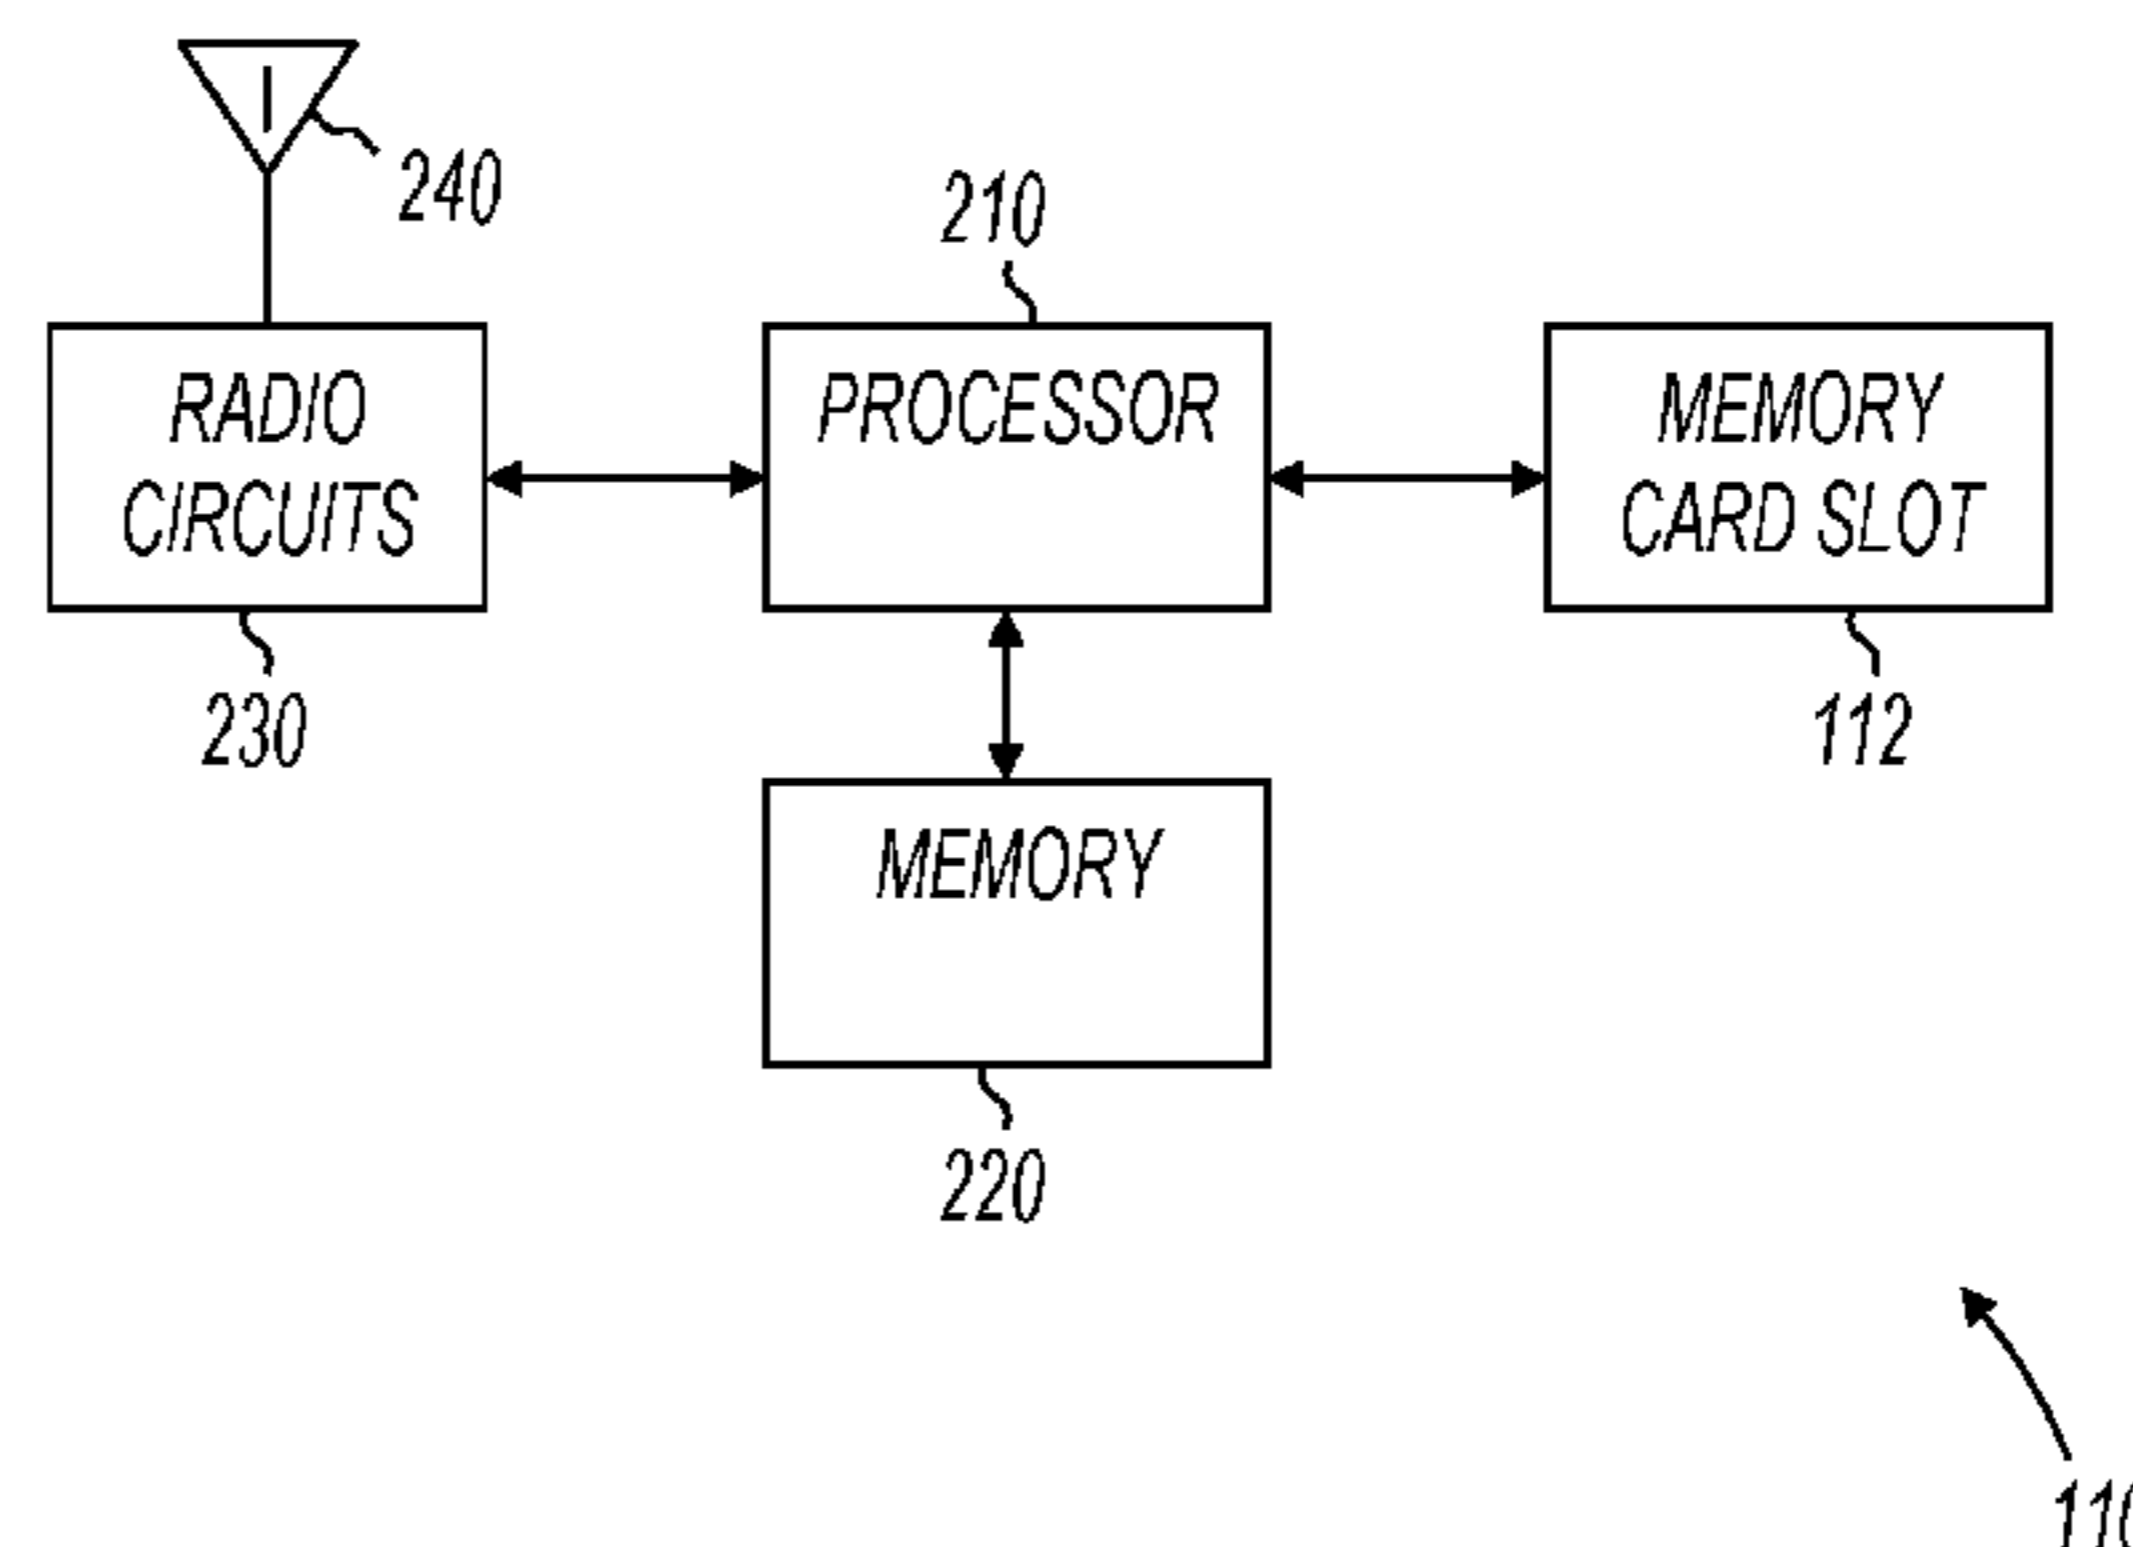 240
210
RADIO
CIRCUITS
PROCESSOR
MEMORY
CARD SLOT
230
112
MEMORY
220